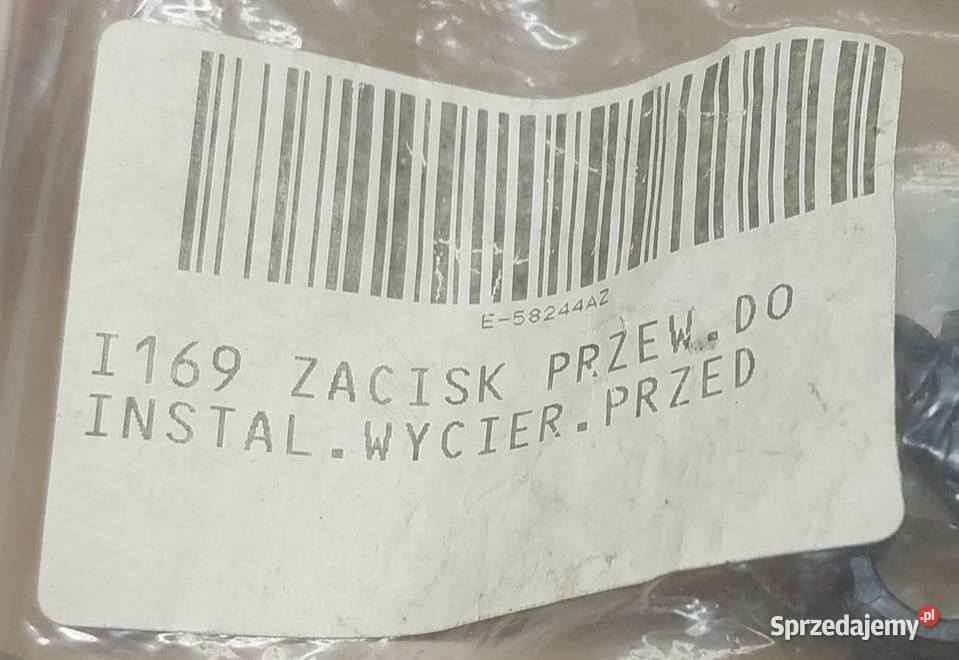 E-58244AZ
I169 ZACISK PRZEW.DO
INSTAL.WYCIER.PRZED
Sprzedajemy.pl